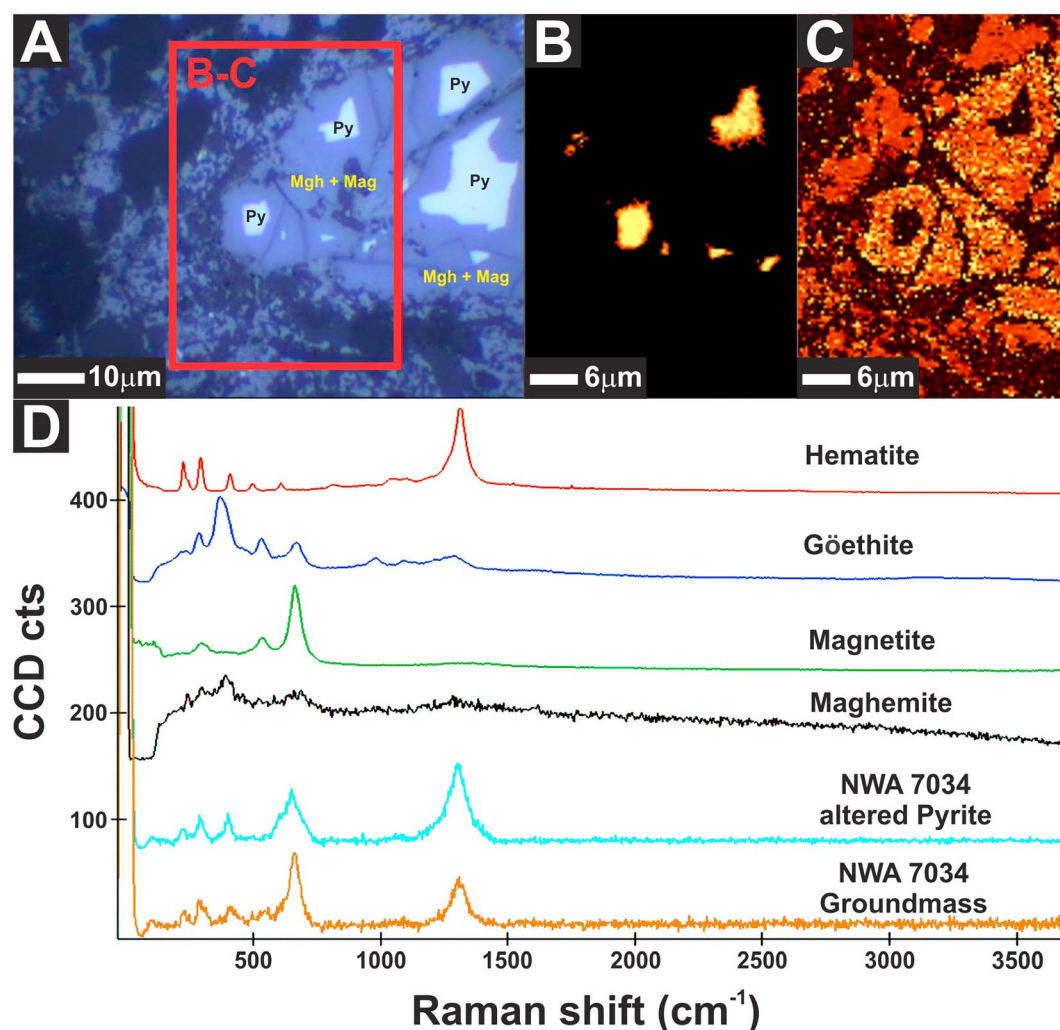 A
B-C
Py
Py
Py
Mgh + Mag
Py
Mgh + Mag
10μm
B
6μm
C
6μm
D
CCD cts
400
300
200
100
Hematite
Göethite
Magnetite
Maghemite
NWA 7034
altered Pyrite
NWA 7034
Groundmass
500
1000
1500
2000
2500
3000
3500
Raman shift (cm⁻¹)